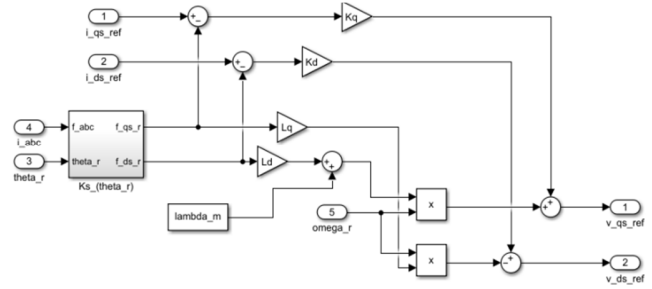 1
i_qs_ref
+
−
Kq
2
i_ds_ref
+
−
Kd
4
i_abc
3
theta_r
f_abc f_qs_r
theta_r f_ds_r
Ks_(theta_r)
Lq
Ld
+
+
lambda_m
5
omega_r
x
x
+
+
1
v_qs_ref
−
+
2
v_ds_ref